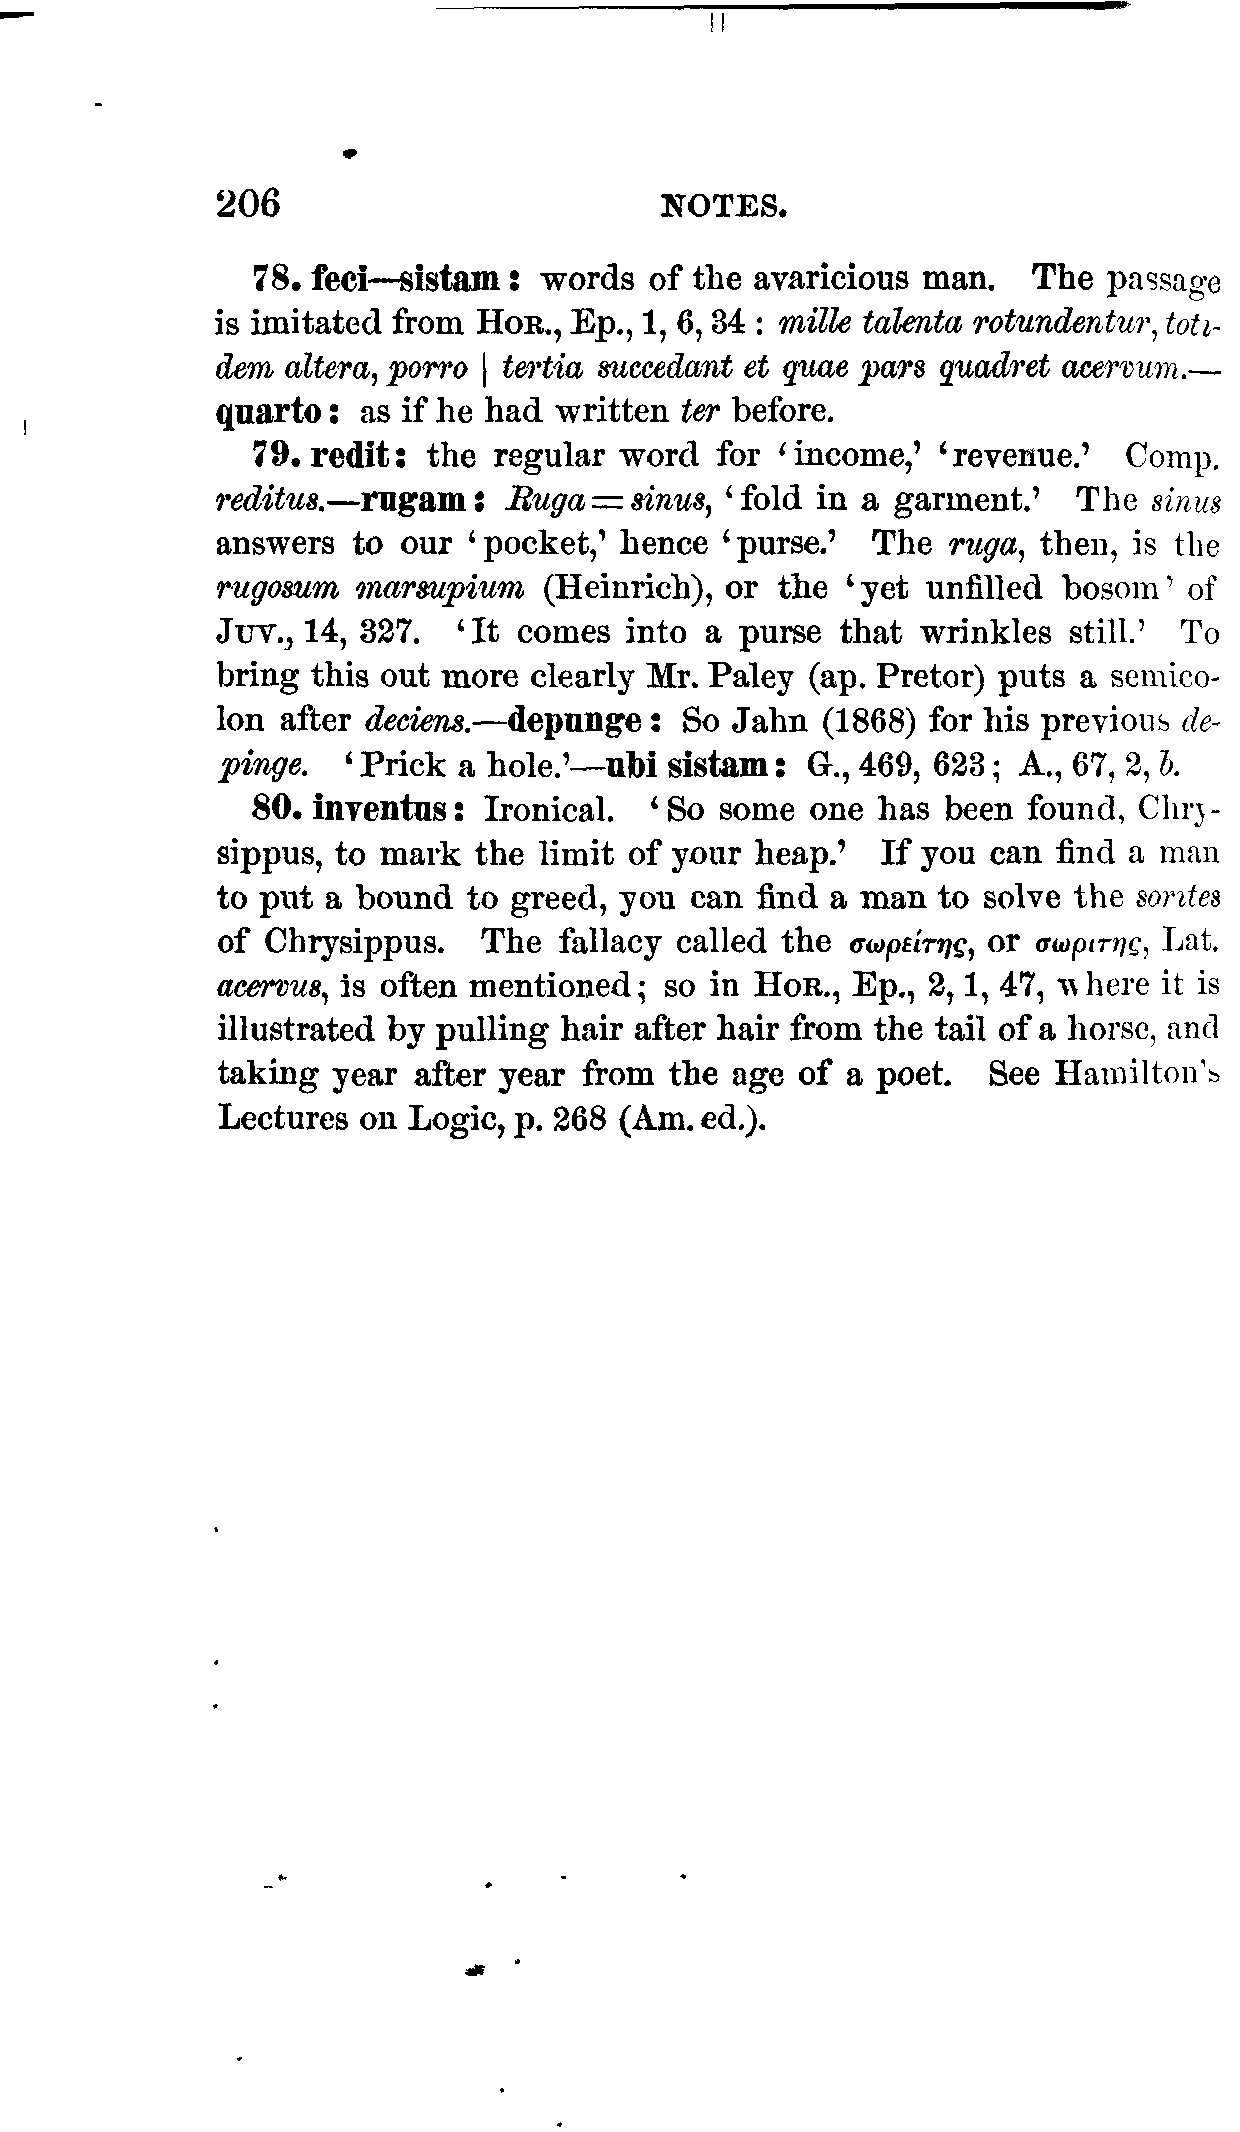 206 NOTES.
78. feci—sistam: words of the avaricious man. The passage
is imitated from HOR., Ep., 1, 6, 34 : mille talenta rotundentur, toti-
dem altera, porro | tertia succedant et quae pars quadret acervum.—
quarto: as if he had written ter before.
79. redit: the regular word for ‘income,’ ‘revenue.’ Comp.
reditus.—rugam: Ruga = sinus, ‘fold in a garment.’ The sinus
answers to our ‘pocket,’ hence ‘purse.’ The ruga, then, is the
rugosum marsupium (Heinrich), or the ‘yet unfilled bosom’ of
JUV., 14, 327. ‘It comes into a purse that wrinkles still.’ To
bring this out more clearly Mr. Paley (ap. Pretor) puts a semico-
lon after deciens.—depunge: So Jahn (1868) for his previous de-
pinge. ‘Prick a hole.’—ubi sistam: G., 469, 623; A., 67, 2, b.
80. inventus: Ironical. ‘So some one has been found, Chry-
sippus, to mark the limit of your heap.’ If you can find a man
to put a bound to greed, you can find a man to solve the sorites
of Chrysippus. The fallacy called the σωρείτης, or σωριτης, Lat.
acervus, is often mentioned; so in HOR., Ep., 2, 1, 47, where it is
illustrated by pulling hair after hair from the tail of a horse, and
taking year after year from the age of a poet. See Hamilton's
Lectures on Logic, p. 268 (Am. ed.).